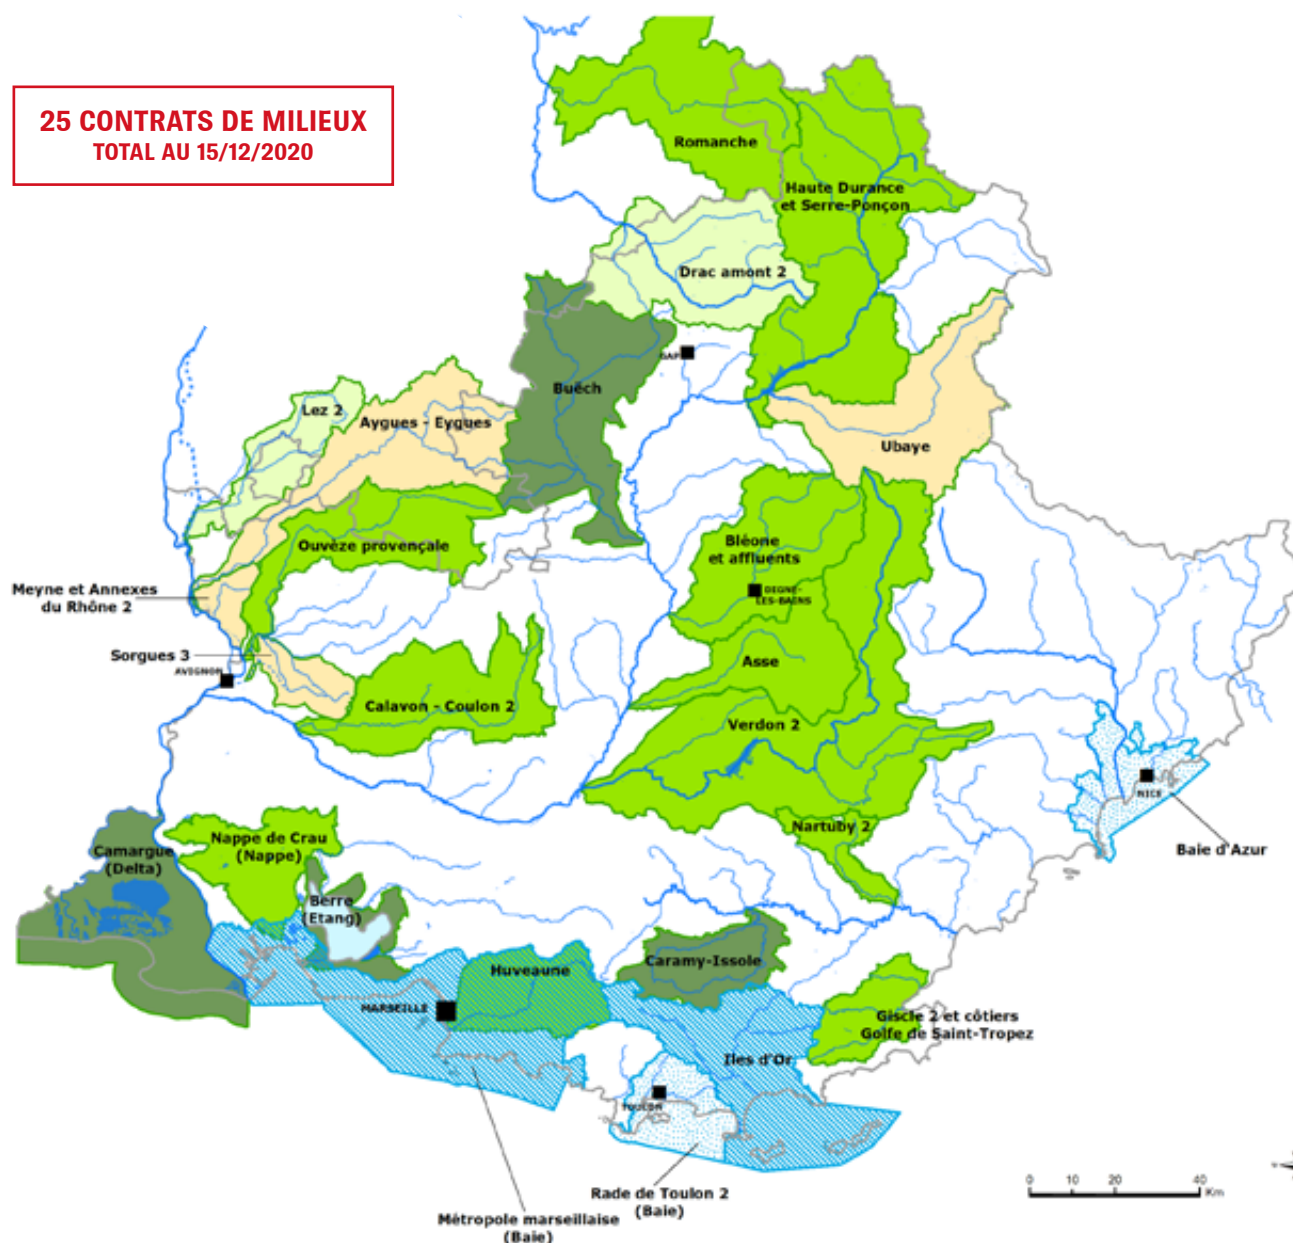 25 CONTRATS DE MILIEUX
TOTAL AU 15/12/2020
Romanche
Haute Durance
et Serre-Ponçon
Drac amont 2
GAP
Buëch
Lez 2
Aygues - Eygues
Ubaye
Ouvèze provençale
Bléone
et affluents
DIGNE-
LES-BAINS
Meyne et Annexes
du Rhône 2
Sorgues 3
AVIGNON
Asse
Calavon - Coulon 2
Verdon 2
NICE
Baie d'Azur
Nartuby 2
Nappe de Crau
(Nappe)
Camargue
(Delta)
Berre
(Etang)
Huveaune
Caramy-Issole
MARSEILLE
Giscle 2 et côtiers
Golfe de Saint-Tropez
Iles d'Or
TOULON
Rade de Toulon 2
(Baie)
Métropole marseillaise
(Baie)
0 10 20 40
Km